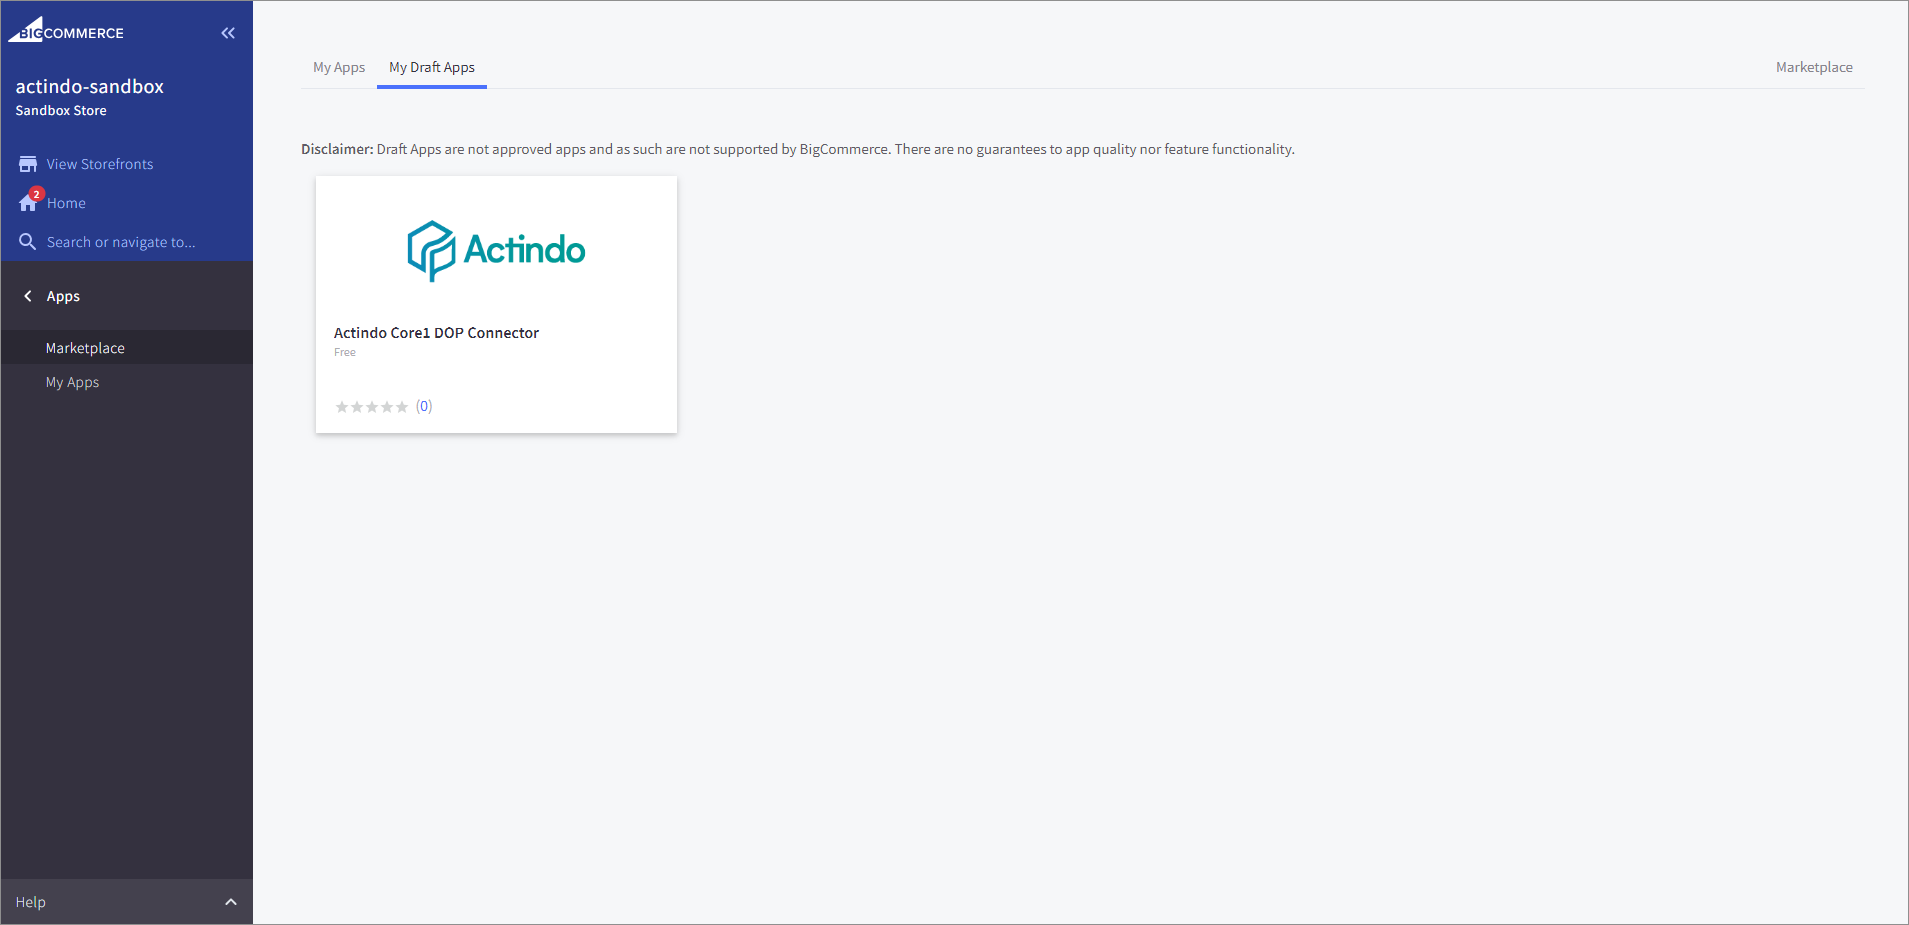 BIGCOMMERCE
actindo-sandbox
Sandbox Store
View Storefronts
2
Home
Search or navigate to...
Apps
Marketplace
My Apps
Help
My Apps
My Draft Apps
Marketplace
Disclaimer: Draft Apps are not approved apps and as such are not supported by BigCommerce. There are no guarantees to app quality nor feature functionality.
Actindo
Actindo Core1 DOP Connector
Free
(0)